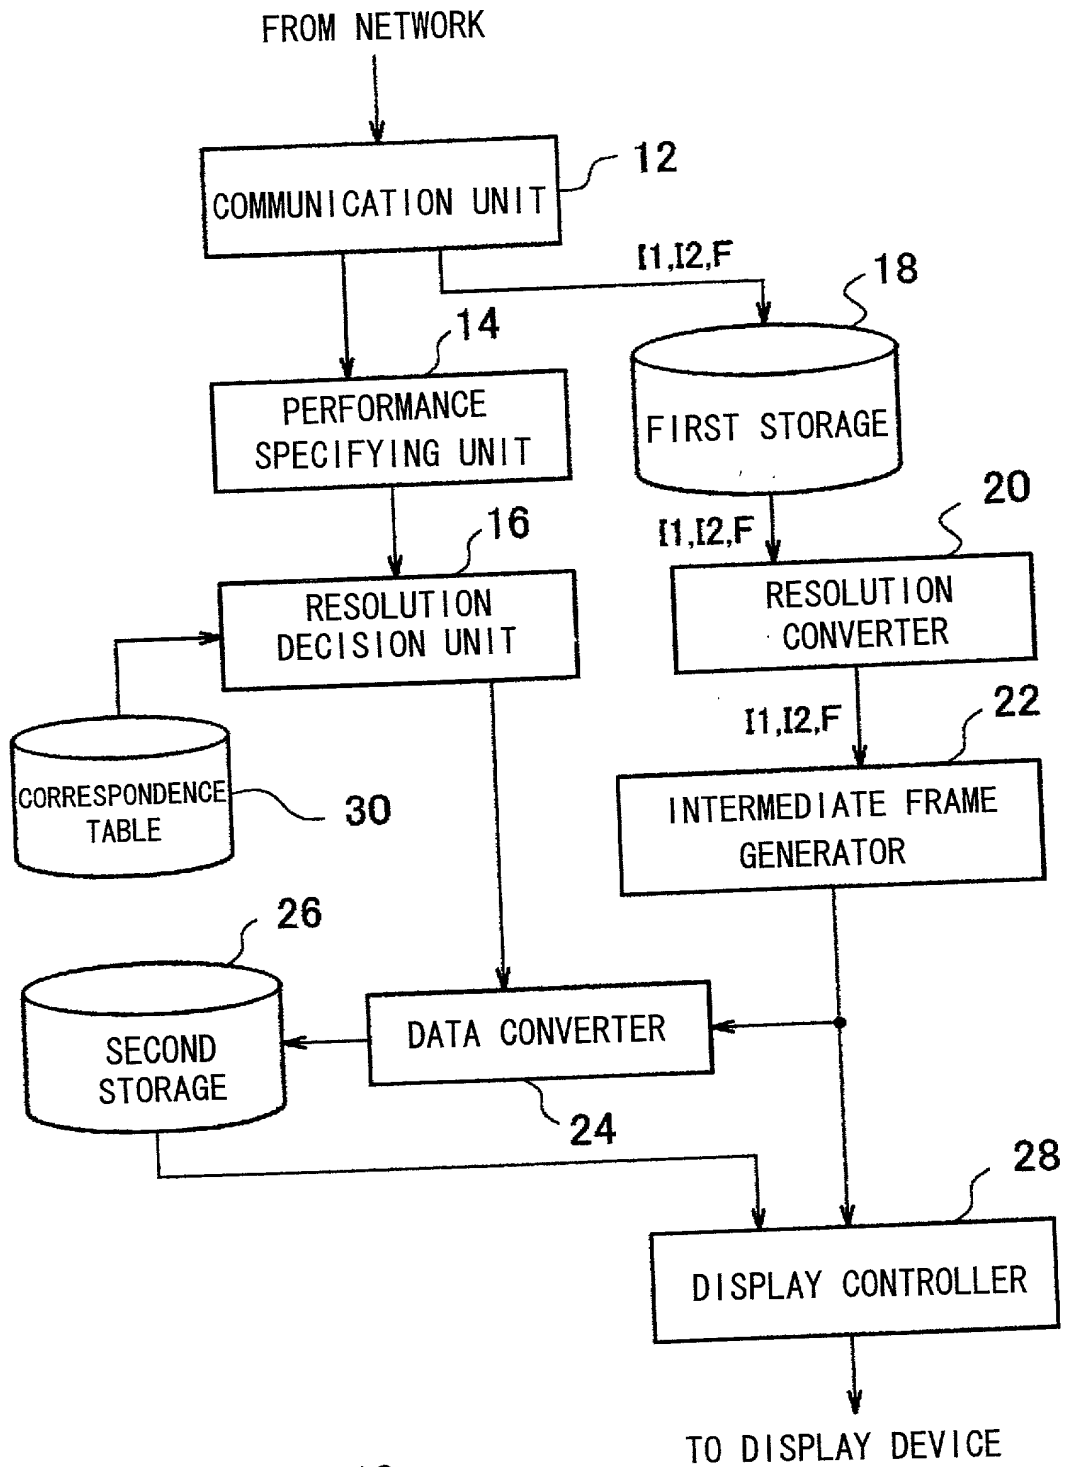 FROM NETWORK
12
COMMUNICATION UNIT
I1,I2,F
18
14
PERFORMANCE
SPECIFYING UNIT
FIRST STORAGE
20
16
I1,I2,F
RESOLUTION
DECISION UNIT
RESOLUTION
CONVERTER
22
I1,I2,F
CORRESPONDENCE
TABLE
30
INTERMEDIATE FRAME
GENERATOR
26
SECOND
STORAGE
DATA CONVERTER
24
28
DISPLAY CONTROLLER
TO DISPLAY DEVICE